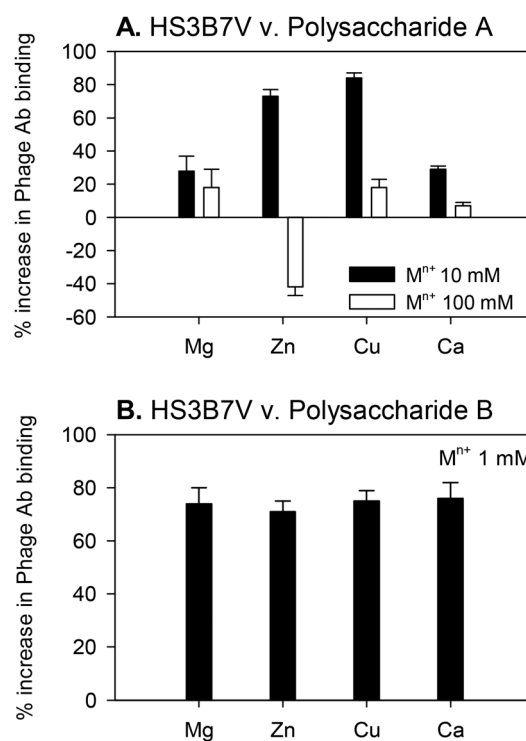 A. HS3B7V v. Polysaccharide A
% increase in Phage Ab binding
100
80
60
40
20
0
-20
-40
-60
Mⁿ⁺ 10 mM
Mⁿ⁺ 100 mM
Mg Zn Cu Ca
B. HS3B7V v. Polysaccharide B
% increase in Phage Ab binding
100
80
60
40
20
0
Mⁿ⁺ 1 mM
Mg Zn Cu Ca